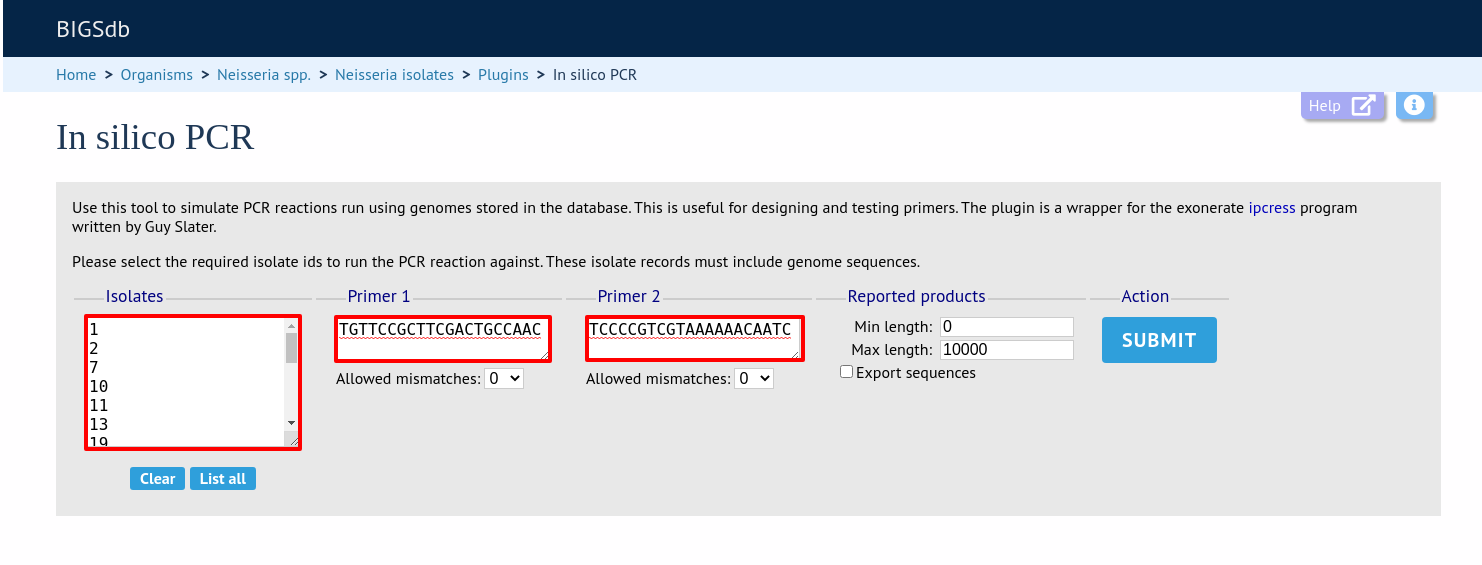 BIGSdb
Home > Organisms > Neisseria spp. > Neisseria isolates > Plugins > In silico PCR
Help
In silico PCR
Use this tool to simulate PCR reactions run using genomes stored in the database. This is useful for designing and testing primers. The plugin is a wrapper for the exonerate ipcress program
written by Guy Slater.
Please select the required isolate ids to run the PCR reaction against. These isolate records must include genome sequences.
Isolates
1
2
7
10
11
13
19
Clear List all
Primer 1
TGTTCCGCTTCGACTGCCAAC
Allowed mismatches: 0
Primer 2
TCCCCGTCGTAAAAAACAATC
Allowed mismatches: 0
Reported products
Min length: 0
Max length: 10000
Export sequences
Action
SUBMIT